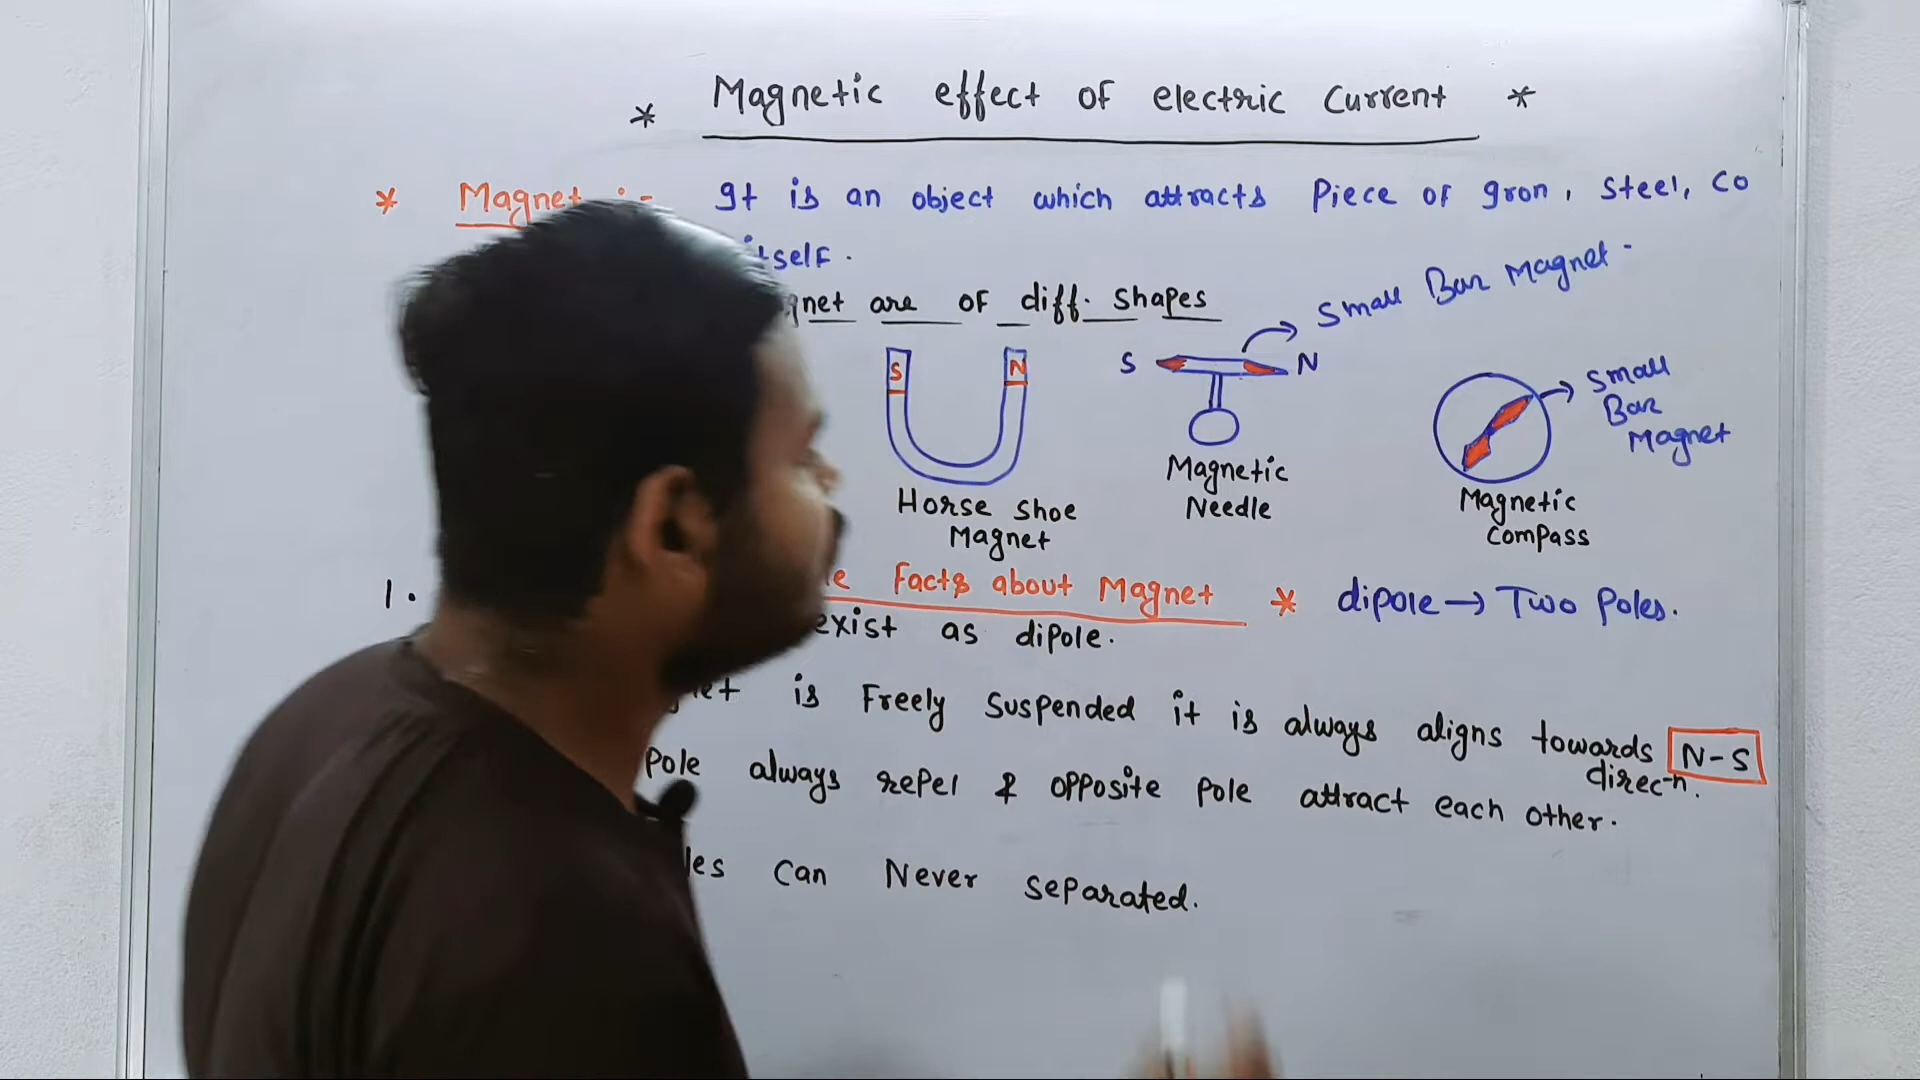 * Magnetic effect of electric current *
* Magnet :- It is an object which attracts Piece of Iron, Steel, Co
itself.
are of diff. shapes
Small Bar Magnet.
S N
S N
Small
Bar
Magnet
Horse Shoe
Magnet
Magnetic
Needle
Magnetic
Compass
Facts about Magnet * dipole → Two Poles.
1.
exist as dipole.
is Freely Suspended it is always aligns towards N-S
direcⁿ.
Pole always repel & opposite pole attract each other.
Can Never Separated.